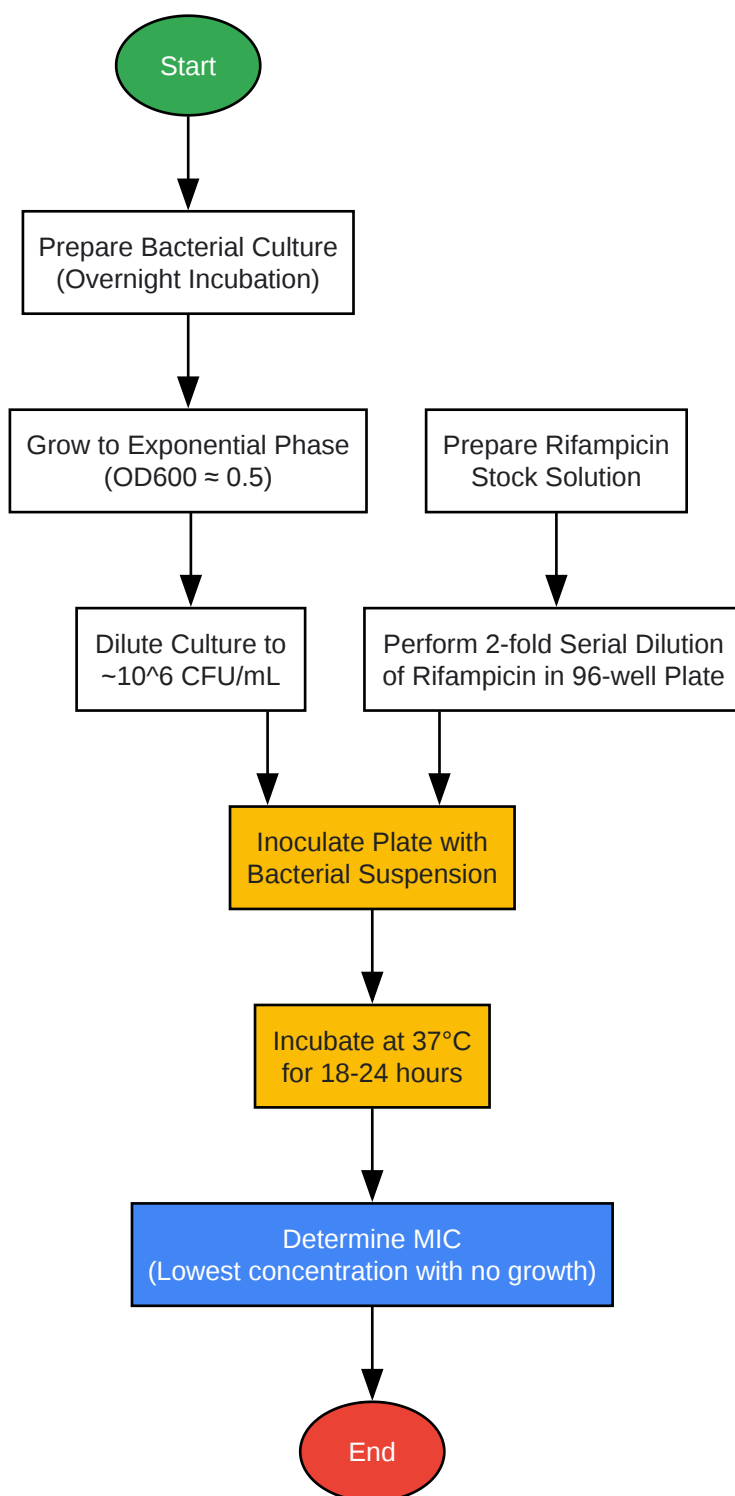 Start
Prepare Bacterial Culture
(Overnight Incubation)
Grow to Exponential Phase
(OD600 ≈ 0.5)
Prepare Rifampicin
Stock Solution
Dilute Culture to
~10^6 CFU/mL
Perform 2-fold Serial Dilution
of Rifampicin in 96-well Plate
Inoculate Plate with
Bacterial Suspension
Incubate at 37°C
for 18-24 hours
Determine MIC
(Lowest concentration with no growth)
End